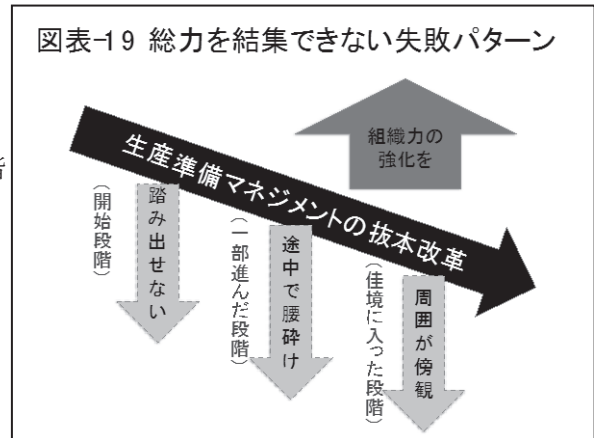 図表-19 総力を結集できない失敗パターン
組織力の
強化を
生産準備マネジメントの抜本改革
踏み出せない
(開始段階)
途中で腰砕け
(一部進んだ段階)
周囲が傍観
(佳境に入った段階)